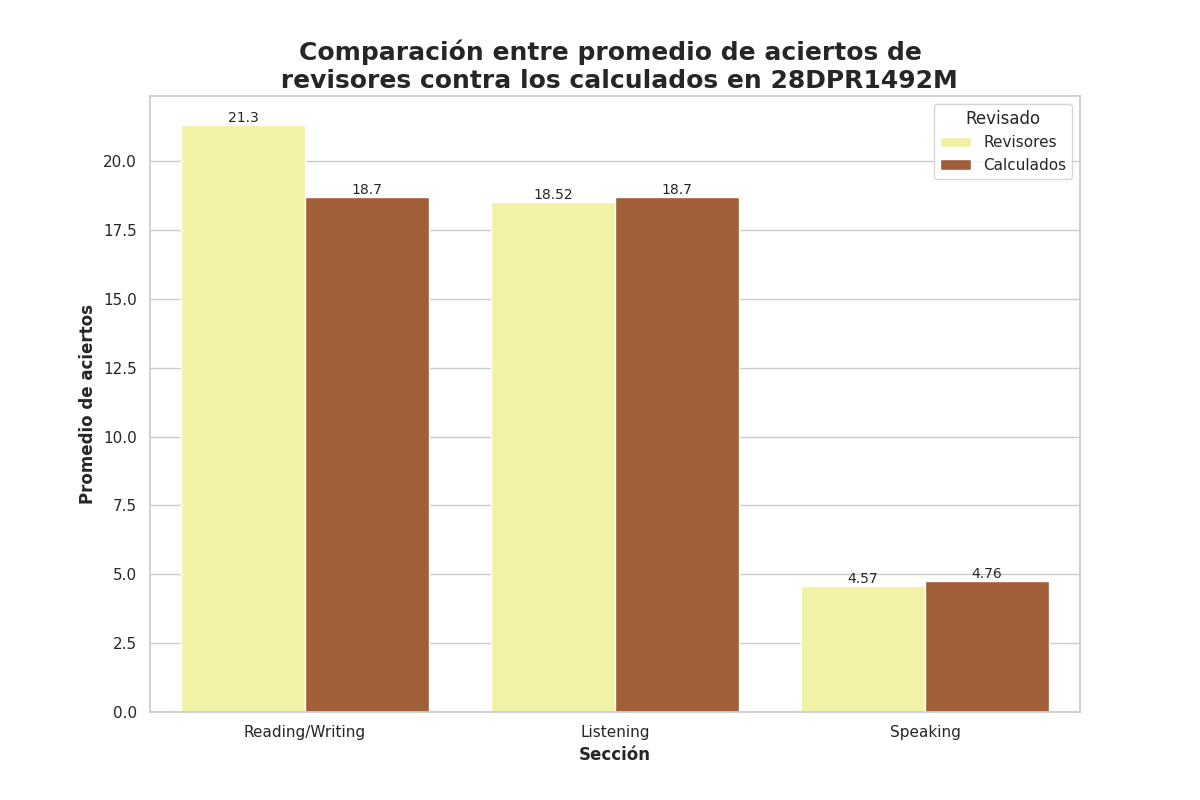 Comparación entre promedio de aciertos de
revisores contra los calculados en 28DPR1492M
Revisado
Revisores
Calculados
21.3
18.7
18.52
18.7
4.57
4.76
Promedio de aciertos
20.0
17.5
15.0
12.5
10.0
7.5
5.0
2.5
0.0
Reading/Writing
Listening
Speaking
Sección